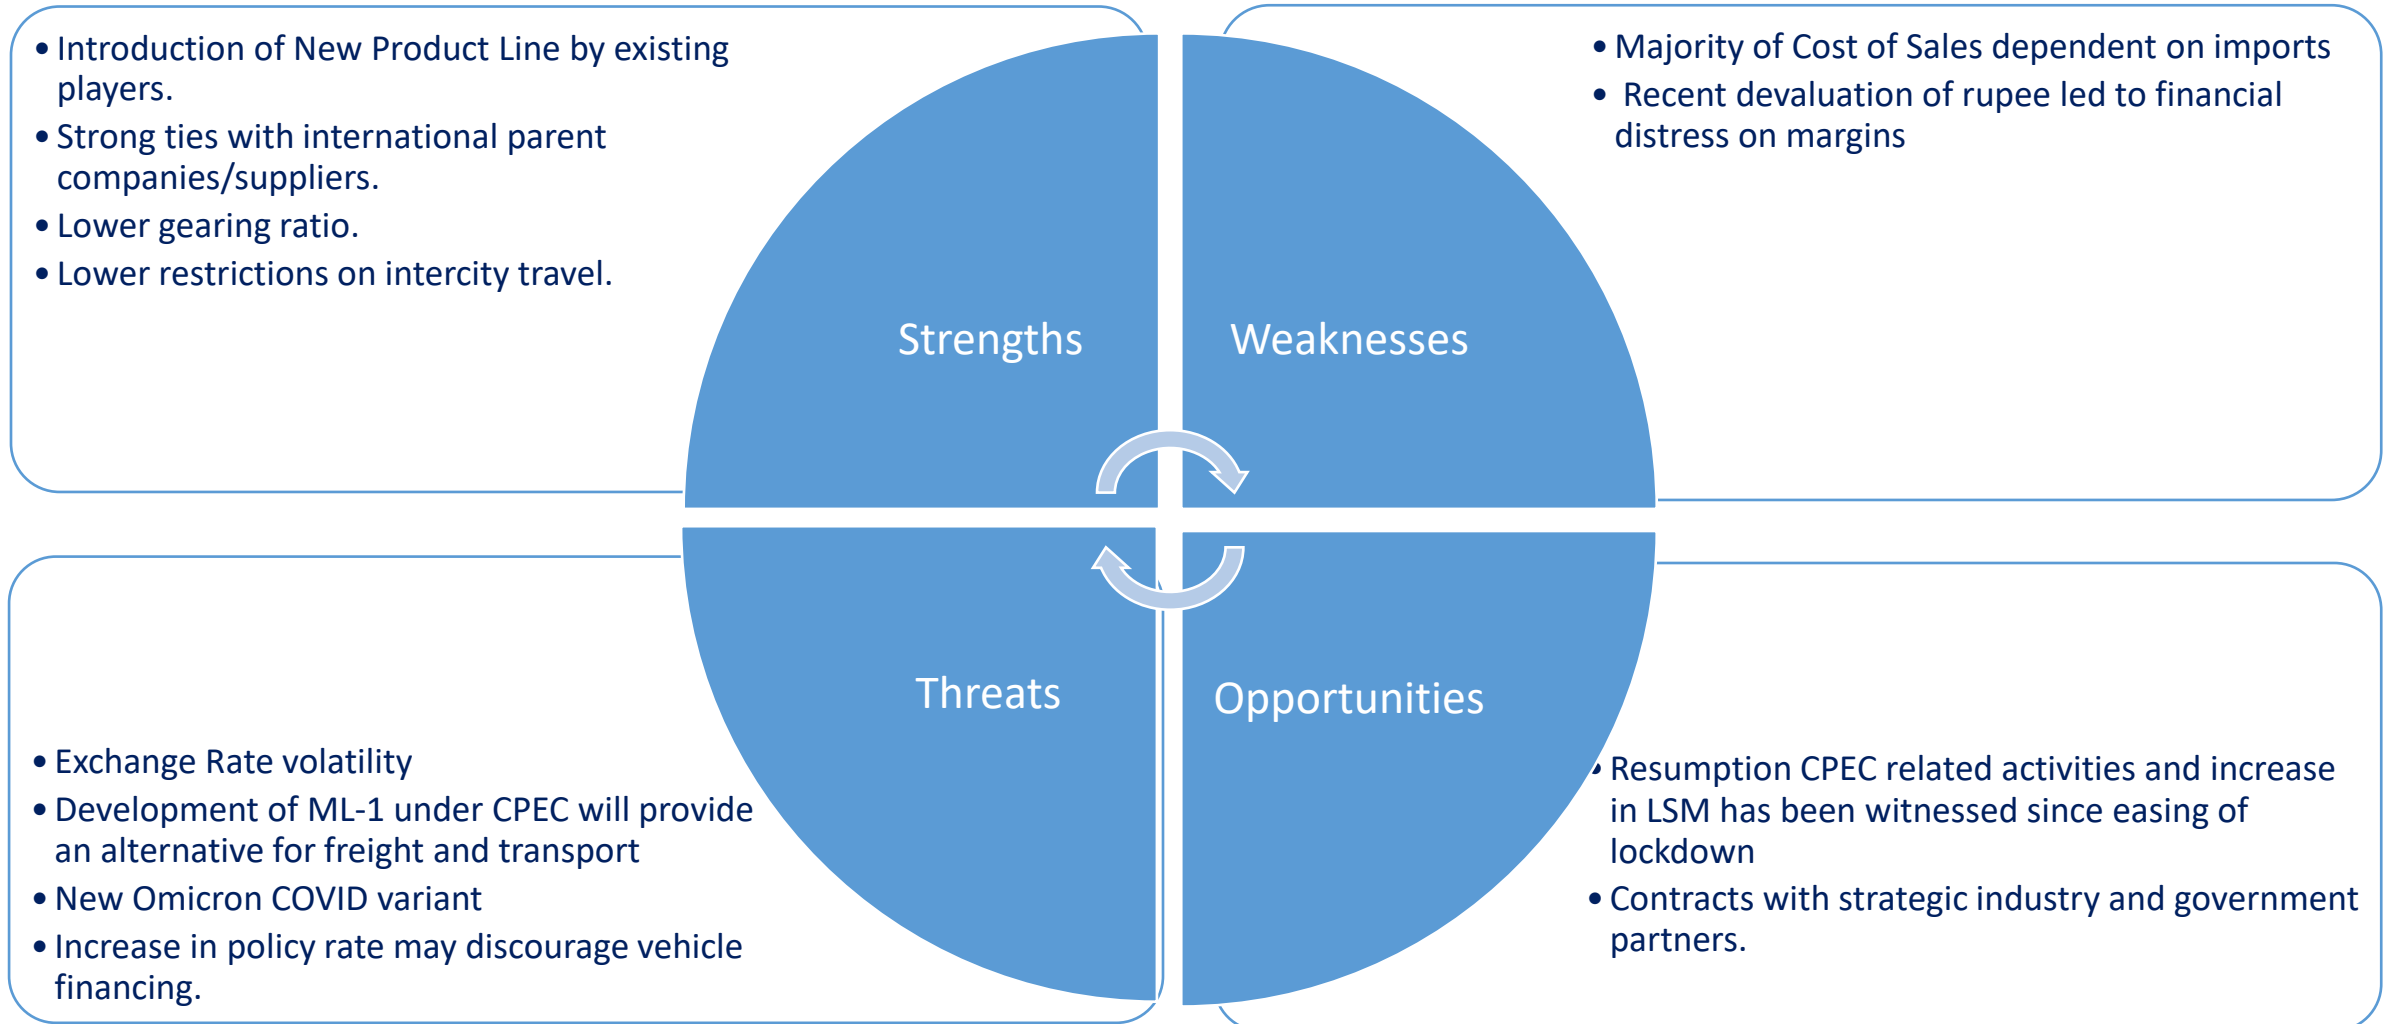 • Introduction of New Product Line by existing
players.
• Strong ties with international parent
companies/suppliers.
• Lower gearing ratio.
• Lower restrictions on intercity travel.
Strengths
• Majority of Cost of Sales dependent on imports
• Recent devaluation of rupee led to financial
distress on margins
Weaknesses
Threats
• Exchange Rate volatility
• Development of ML-1 under CPEC will provide
an alternative for freight and transport
• New Omicron COVID variant
• Increase in policy rate may discourage vehicle
financing.
Opportunities
• Resumption CPEC related activities and increase
in LSM has been witnessed since easing of
lockdown
• Contracts with strategic industry and government
partners.